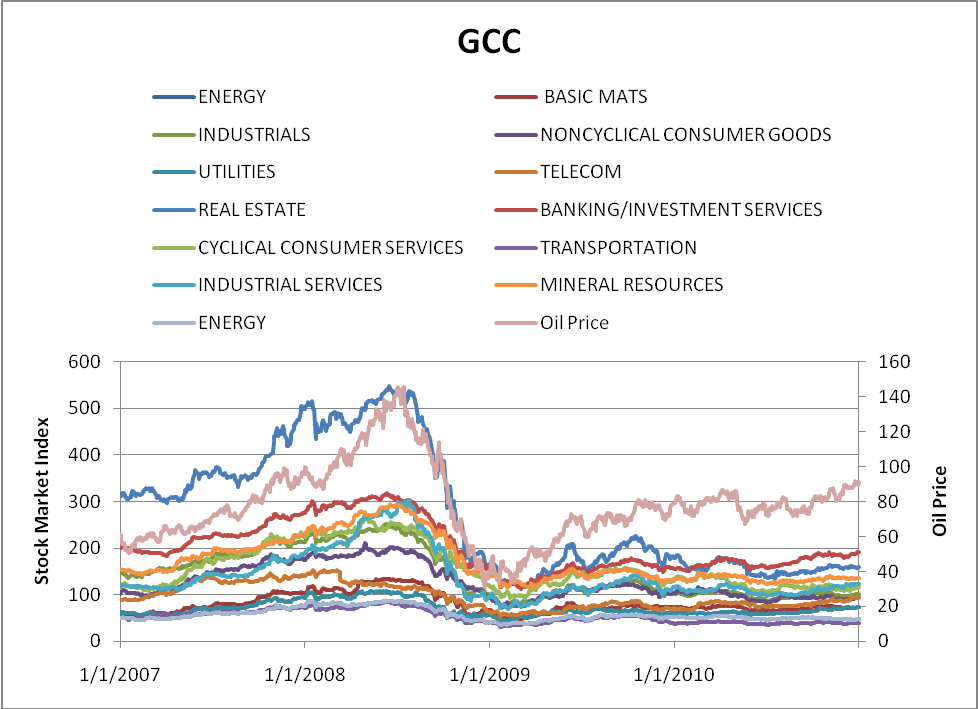 GCC
ENERGY BASIC MATS
INDUSTRIALS NONCYCLICAL CONSUMER GOODS
UTILITIES TELECOM
REAL ESTATE BANKING/INVESTMENT SERVICES
CYCLICAL CONSUMER SERVICES TRANSPORTATION
INDUSTRIAL SERVICES MINERAL RESOURCES
ENERGY Oil Price
600 160
500 140
400 120
300 100
200 80
100 60
0 40
20
0
Stock Market Index
Oil Price
1/1/2007 1/1/2008 1/1/2009 1/1/2010